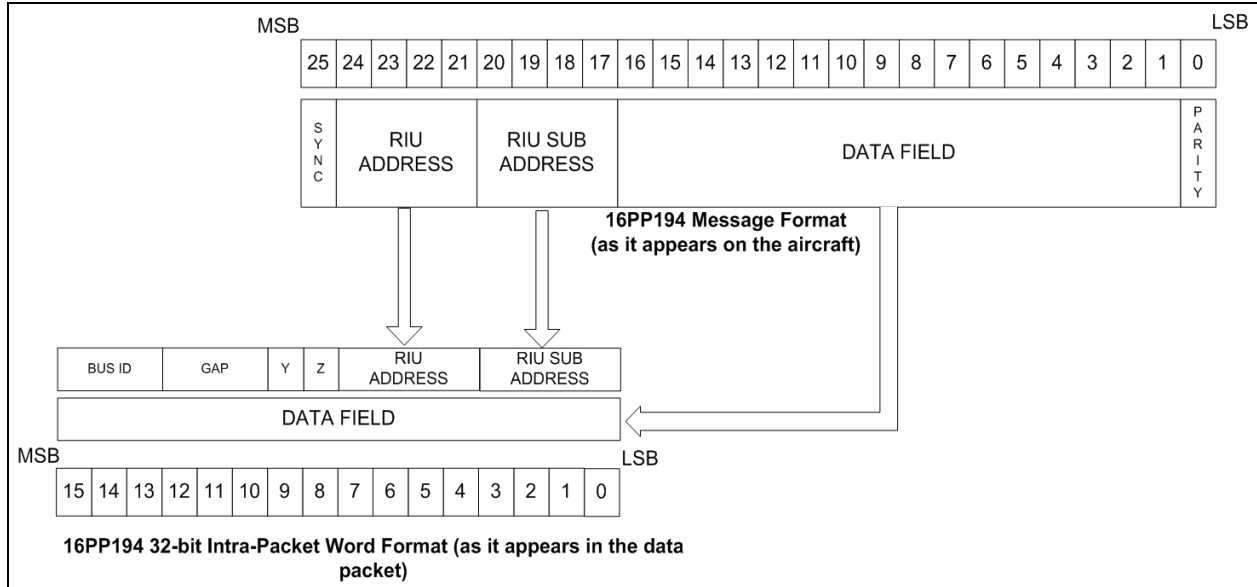 MSB LSB
25 24 23 22 21 20 19 18 17 16 15 14 13 12 11 10 9 8 7 6 5 4 3 2 1 0
SYNC
RIU
ADDRESS
RIU SUB
ADDRESS
DATA FIELD
PARITY
16PP194 Message Format
(as it appears on the aircraft)
BUS ID GAP Y Z
RIU
ADDRESS
RIU SUB
ADDRESS
DATA FIELD
MSB LSB
15 14 13 12 11 10 9 8 7 6 5 4 3 2 1 0
16PP194 32-bit Intra-Packet Word Format (as it appears in the data
packet)